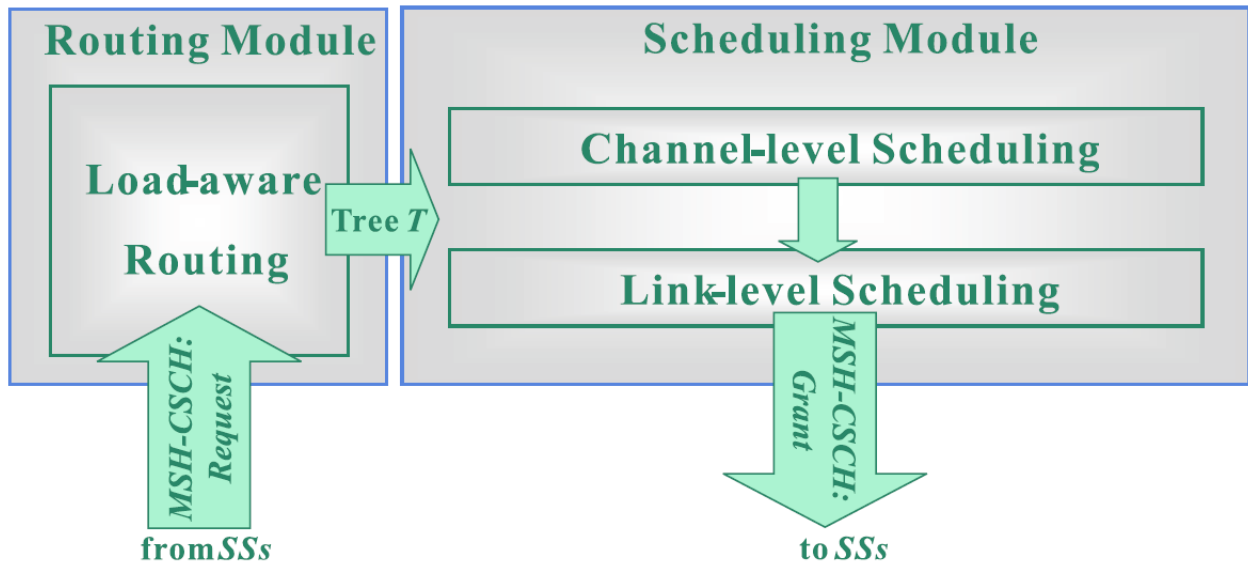 Routing Module
Load-aware
Routing
MSH-CSCH:
Request
from SSs
Tree T
Scheduling Module
Channel-level Scheduling
Link-level Scheduling
MSH-CSCH:
Grant
to SSs